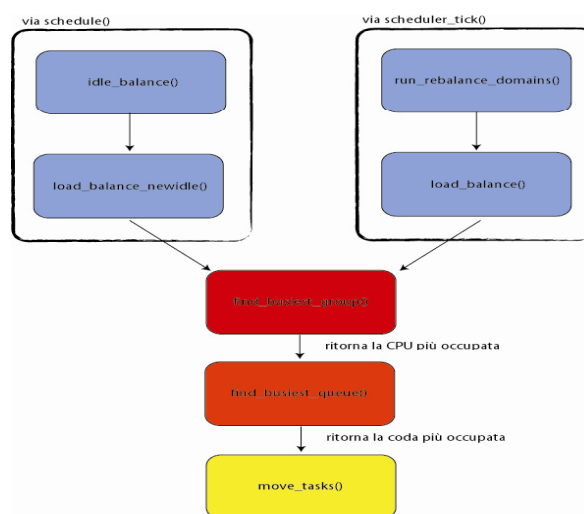 via schedule()
via scheduler_tick()
idle_balance()
run_rebalance_domains()
load_balance_newidle()
load_balance()
find_busiest_group()
ritorna la CPU più occupata
find_busiest_queue()
ritorna la coda più occupata
move_tasks()